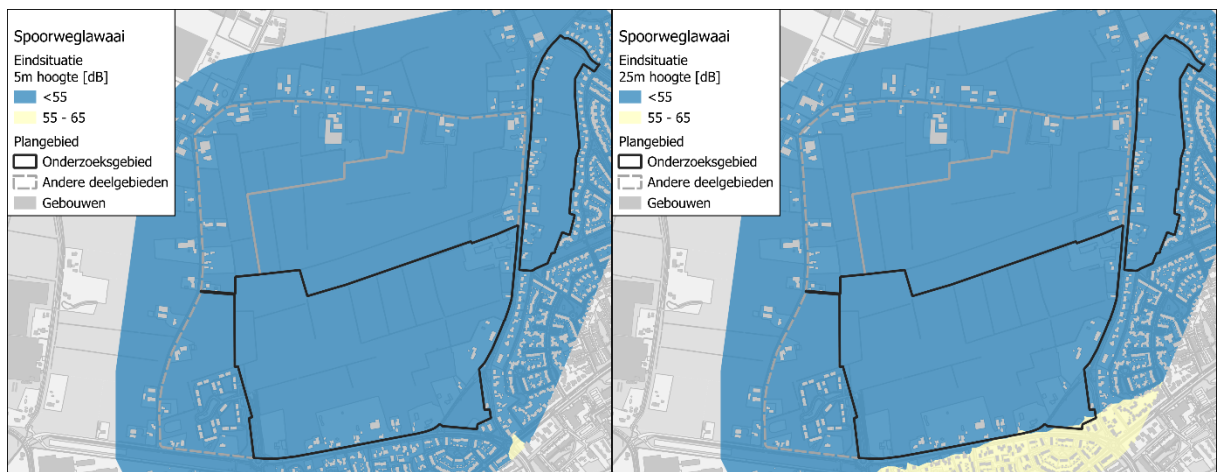 Spoorweglawaai
Eindsituatie
5m hoogte [dB]
<55
55 - 65
Plangebied
Onderzoeksgebied
Andere deelgebieden
Gebouwen
Spoorweglawaai
Eindsituatie
25m hoogte [dB]
<55
55 - 65
Plangebied
Onderzoeksgebied
Andere deelgebieden
Gebouwen